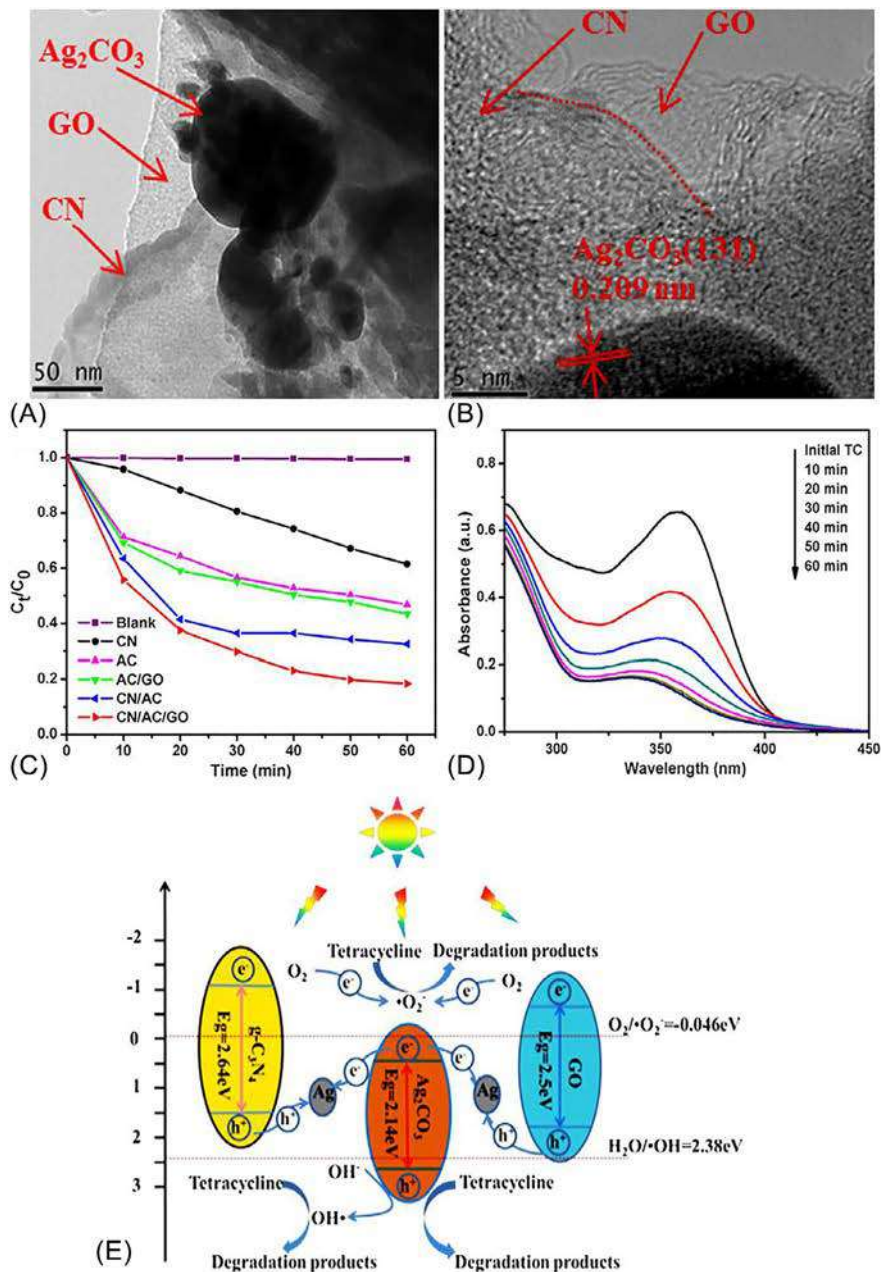 Ag₂CO₃
GO
CN
50 nm
(A)
CN
GO
Ag₂CO₃(131)
0.209 nm
5 nm
(B)
1.0
0.8
0.6
0.4
0.2
0.0
Cₜ/C₀
Blank
CN
AC
AC/GO
CN/AC
CN/AC/GO
0 10 20 30 40 50 60
Time (min)
(C)
0.8
0.6
0.4
0.2
0.0
Absorbance (a.u.)
Initial TC
10 min
20 min
30 min
40 min
50 min
60 min
300 350 400 450
Wavelength (nm)
(D)
-2
-1
0
1
2
3
Tetracycline Degradation products
O₂ e⁻ •O₂⁻ e⁻ O₂
e⁻
g-C₃N₄
Eg=2.64eV
h⁺
h⁺
Ag
e⁻
e⁻
Ag₂CO₃
Eg=2.14eV
h⁺
e⁻
Ag
h⁺
e⁻
GO
Eg=2.5eV
h⁺
O₂/•O₂⁻=-0.046eV
H₂O/•OH=2.38eV
Tetracycline
OH⁻
OH•
Tetracycline
Degradation products
Degradation products
(E)